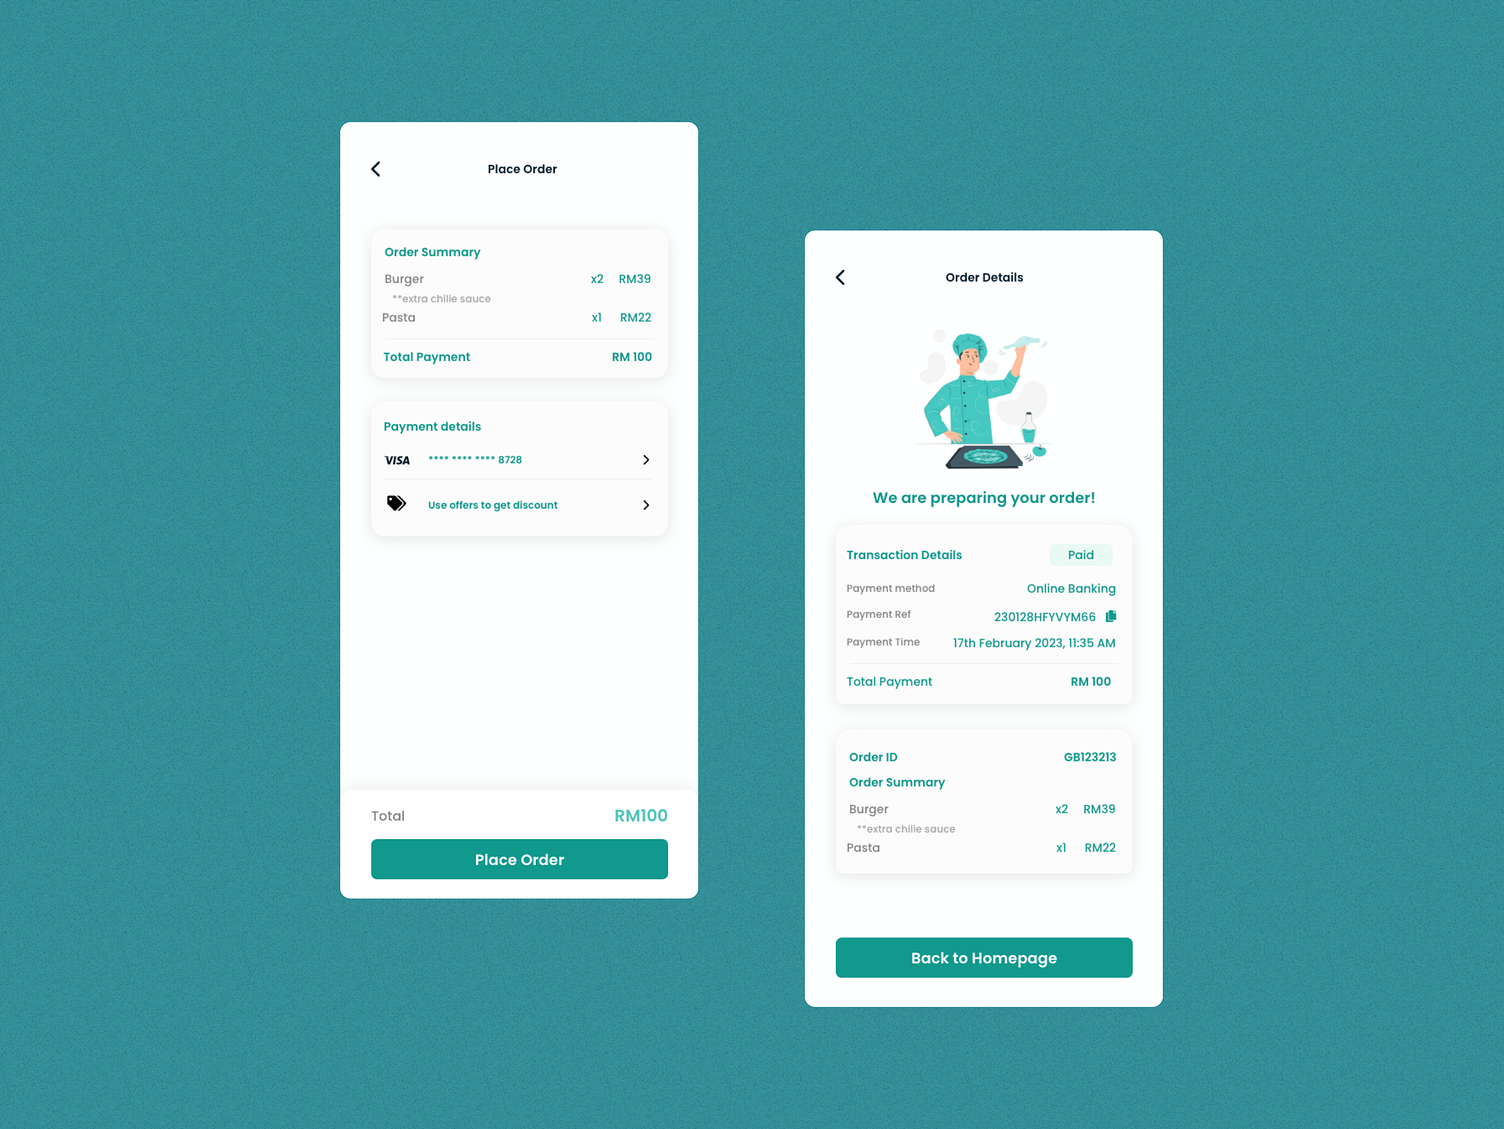 Place Order
Order Summary
Burger x2 RM39
**extra chilie sauce
Pasta x1 RM22
Total Payment RM 100
Payment details
VISA **** **** **** 8728
Use offers to get discount
Total RM100
Place Order
Order Details
We are preparing your order!
Transaction Details Paid
Payment method Online Banking
Payment Ref 230128HFYVYM66
Payment Time 17th February 2023, 11:35 AM
Total Payment RM 100
Order ID GB123213
Order Summary
Burger x2 RM39
**extra chilie sauce
Pasta x1 RM22
Back to Homepage